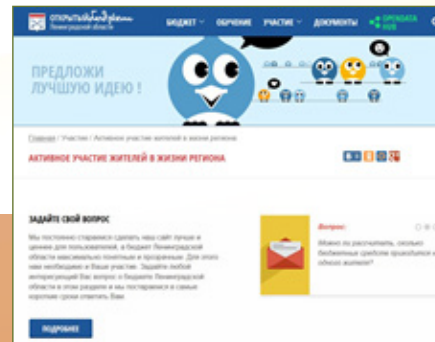 ОТКРЫТЫЙ бюджет
Ленинградской области
БЮДЖЕТ
ОБУЧЕНИЕ
УЧАСТИЕ
ДОКУМЕНТЫ
OPENDATA
HUB
ПРЕДЛОЖИ
ЛУЧШУЮ ИДЕЮ !
Главная / Участие / Активное участие жителей в жизни региона
АКТИВНОЕ УЧАСТИЕ ЖИТЕЛЕЙ В ЖИЗНИ РЕГИОНА
ЗАДАЙТЕ СВОЙ ВОПРОС
Мы постоянно стараемся сделать наш сайт лучше и
ценнее для пользователей, а бюджет Ленинградской
области максимально понятным и прозрачным. Для этого
нам необходимо и Ваше участие. Задайте любой
интересующий Вас вопрос о бюджете Ленинградской
области в этом разделе и мы постараемся в самые
короткие сроки ответить Вам.
ПОДРОБНЕЕ
Вопрос:
Можно ли рассчитать, сколько
бюджетных средств приходится н
одного жителя?